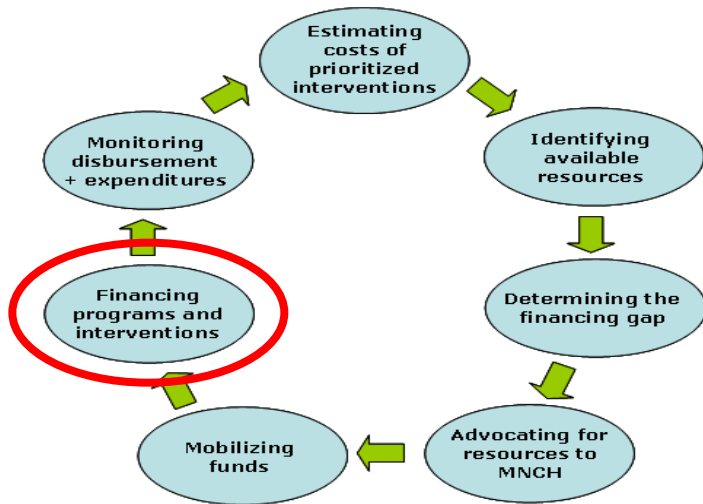 Estimating
costs of
prioritized
interventions
Identifying
available
resources
Determining the
financing gap
Advocating for
resources to
MNCH
Mobilizing
funds
Financing
programs and
interventions
Monitoring
disbursement
+ expenditures